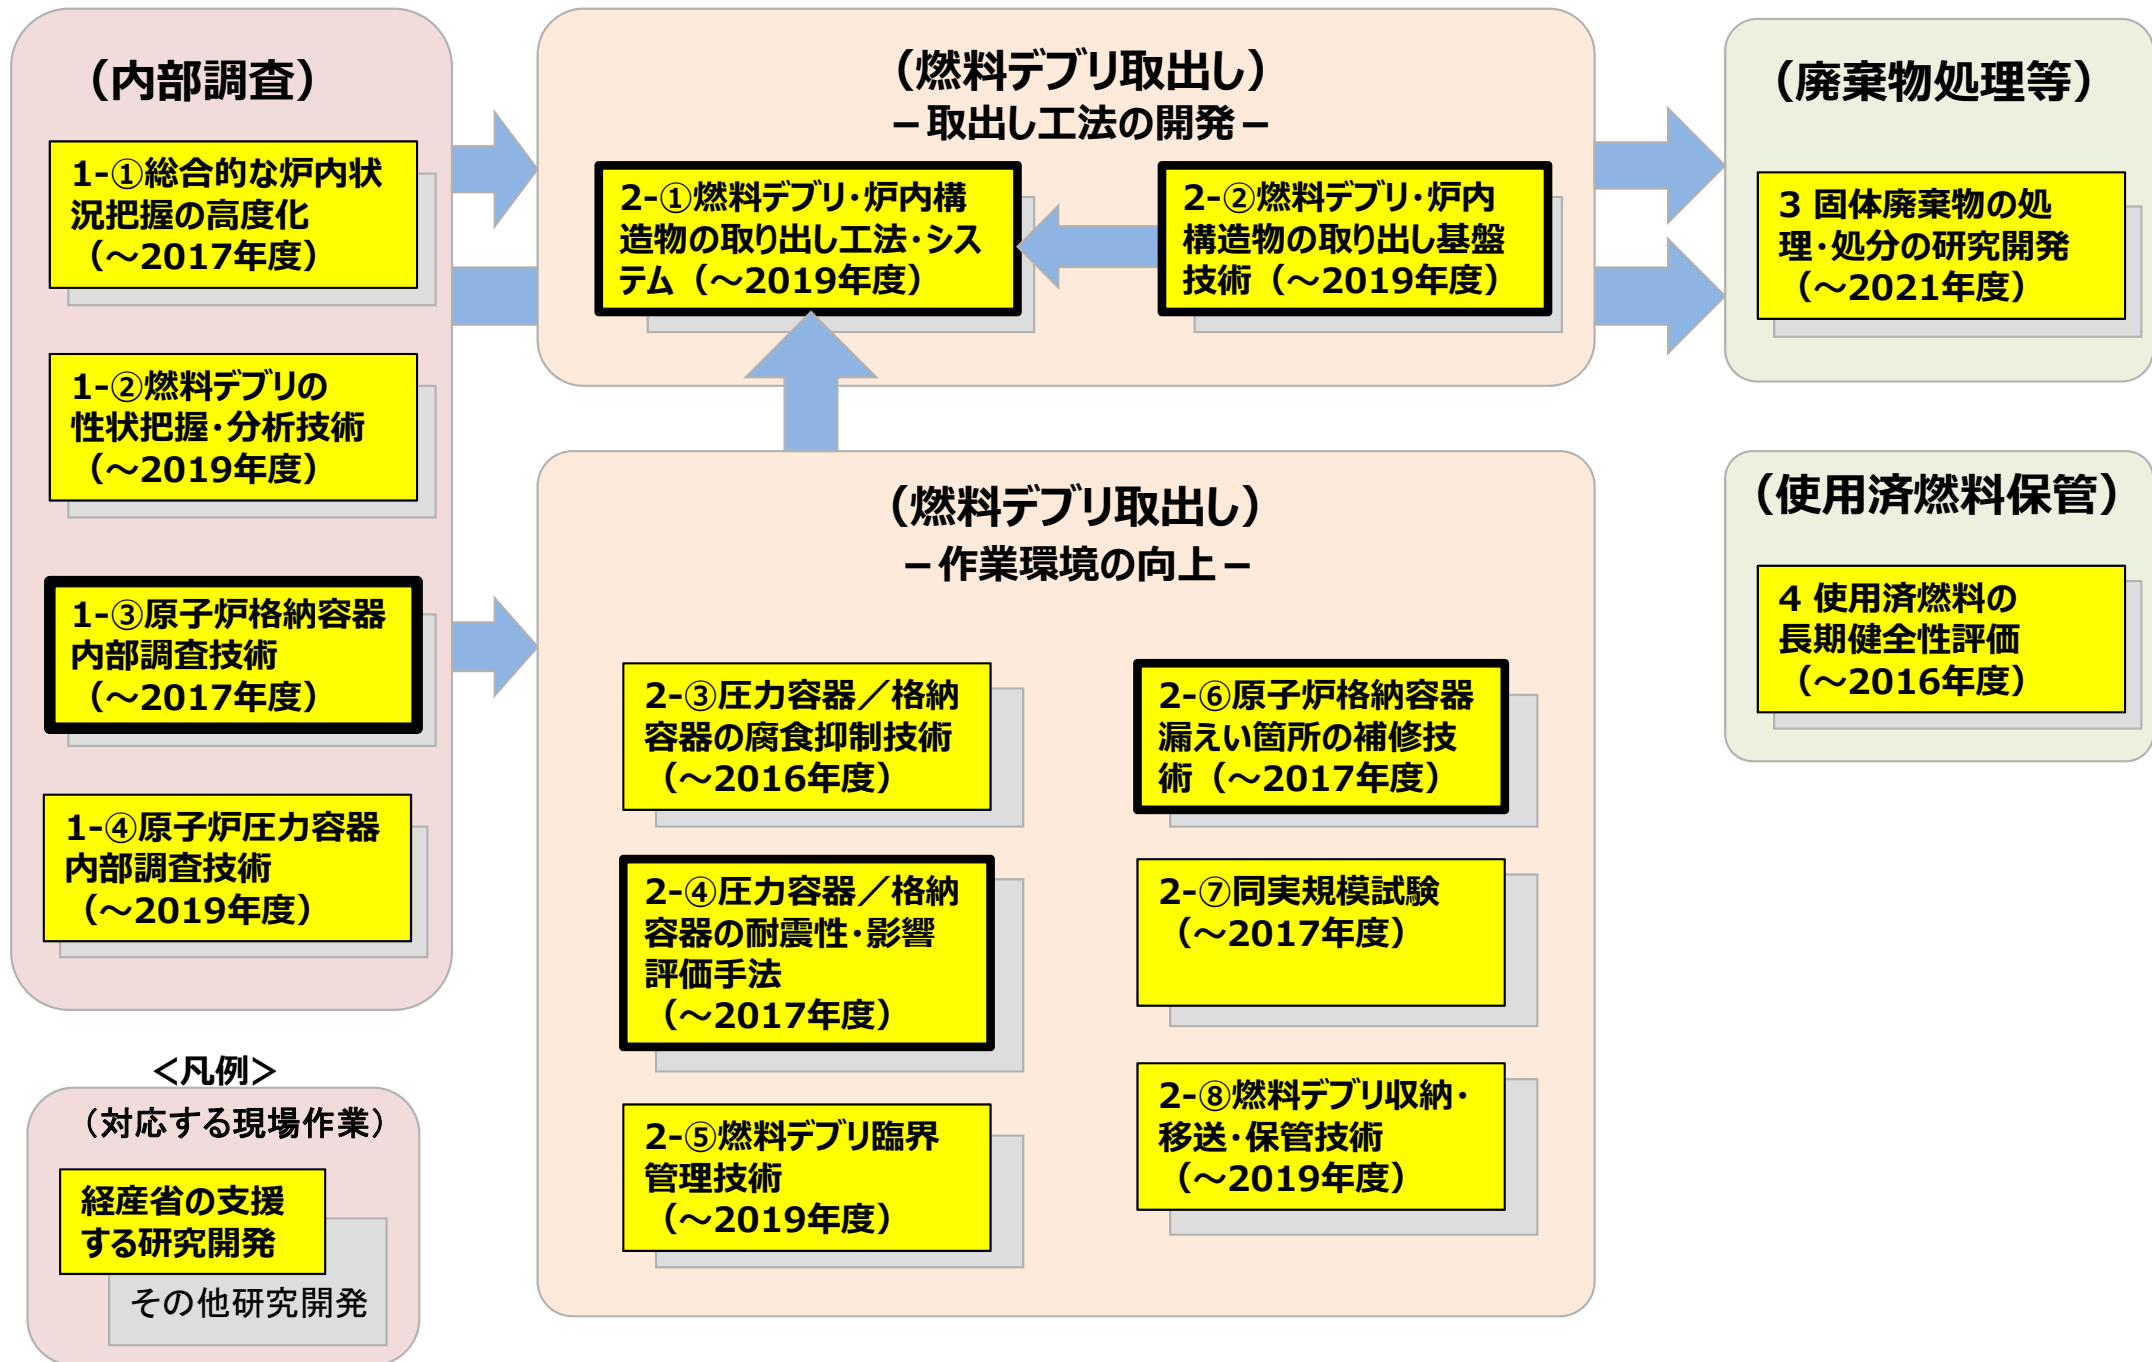 （内部調査）
1-①総合的な炉内状
況把握の高度化
（～2017年度）
1-②燃料デブリの
性状把握･分析技術
（～2019年度）
1-③原子炉格納容器
内部調査技術
（～2017年度）
1-④原子炉圧力容器
内部調査技術
（～2019年度）
＜凡例＞
（対応する現場作業）
経産省の支援
する研究開発
その他研究開発
（燃料デブリ取出し）
－取出し工法の開発－
2-①燃料デブリ･炉内構
造物の取り出し工法･シス
テム（～2019年度）
2-②燃料デブリ･炉内
構造物の取り出し基盤
技術（～2019年度）
（燃料デブリ取出し）
－作業環境の向上－
2-③圧力容器／格納
容器の腐食抑制技術
（～2016年度）
2-④圧力容器／格納
容器の耐震性･影響
評価手法
（～2017年度）
2-⑤燃料デブリ臨界
管理技術
（～2019年度）
2-⑥原子炉格納容器
漏えい箇所の補修技
術（～2017年度）
2-⑦同実規模試験
（～2017年度）
2-⑧燃料デブリ収納･
移送･保管技術
（～2019年度）
（廃棄物処理等）
3 固体廃棄物の処
理･処分の研究開発
（～2021年度）
（使用済燃料保管）
4 使用済燃料の
長期健全性評価
（～2016年度）